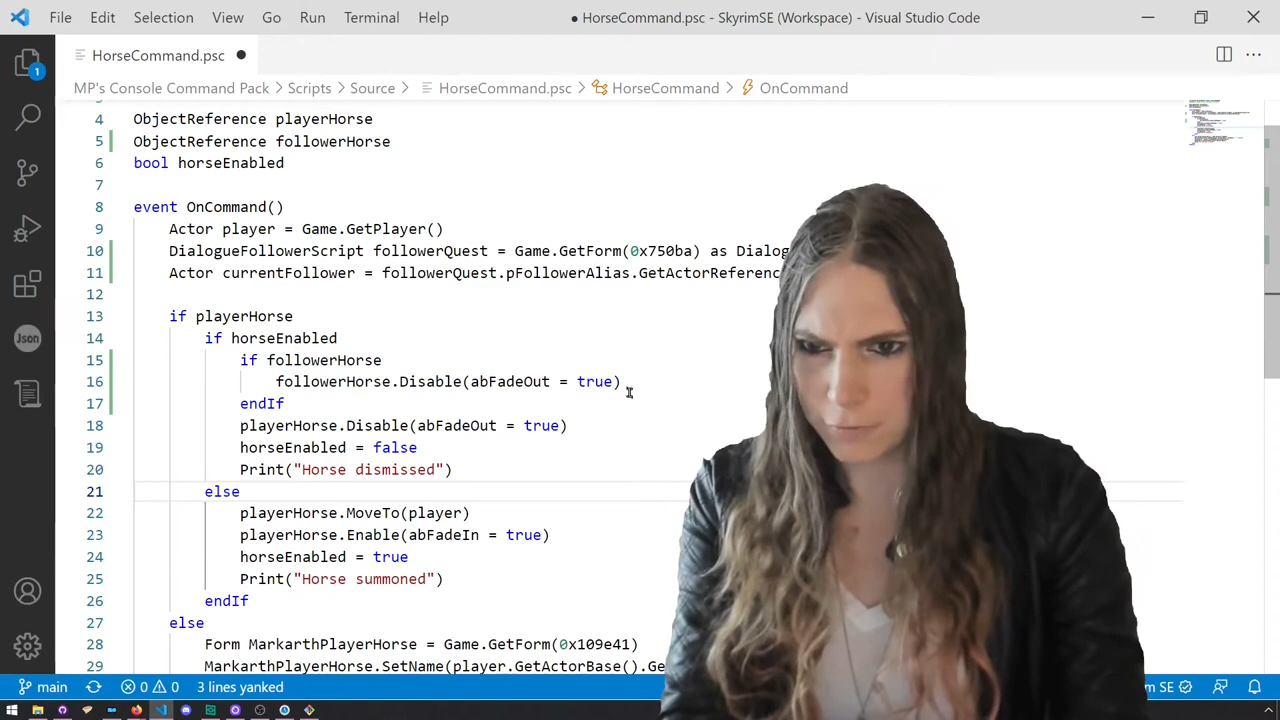 File Edit Selection View Go Run Terminal Help ● HorseCommand.psc - SkyrimSE (Workspace) - Visual Studio Code
HorseCommand.psc ●
MP's Console Command Pack > Scripts > Source > HorseCommand.psc > HorseCommand > OnCommand
1
4 ObjectReference playerHorse
5 ObjectReference followerHorse
6 bool horseEnabled
7
8 event OnCommand()
9 Actor player = Game.GetPlayer()
10 DialogueFollowerScript followerQuest = Game.GetForm(0x750ba) as
11 Actor currentFollower = followerQuest.pFollowerAlias.
12
13 if playerHorse
14 if horseEnabled
15 if followerHorse
16 followerHorse.Disable(abFadeOut = true)
17 endIf
18 playerHorse.Disable(abFadeOut = true)
19 horseEnabled = false
20 Print("Horse dismissed")
21 else
22 playerHorse.MoveTo(player)
23 playerHorse.Enable(abFadeIn = true)
24 horseEnabled = true
25 Print("Horse summoned")
26 endIf
27 else
28 Form MarkarthPlayerHorse = Game.GetForm(0x109e41)
29 MarkarthPlayerHorse.SetName(player.GetActorBase().
Json
main 0 0 3 lines yanked SE